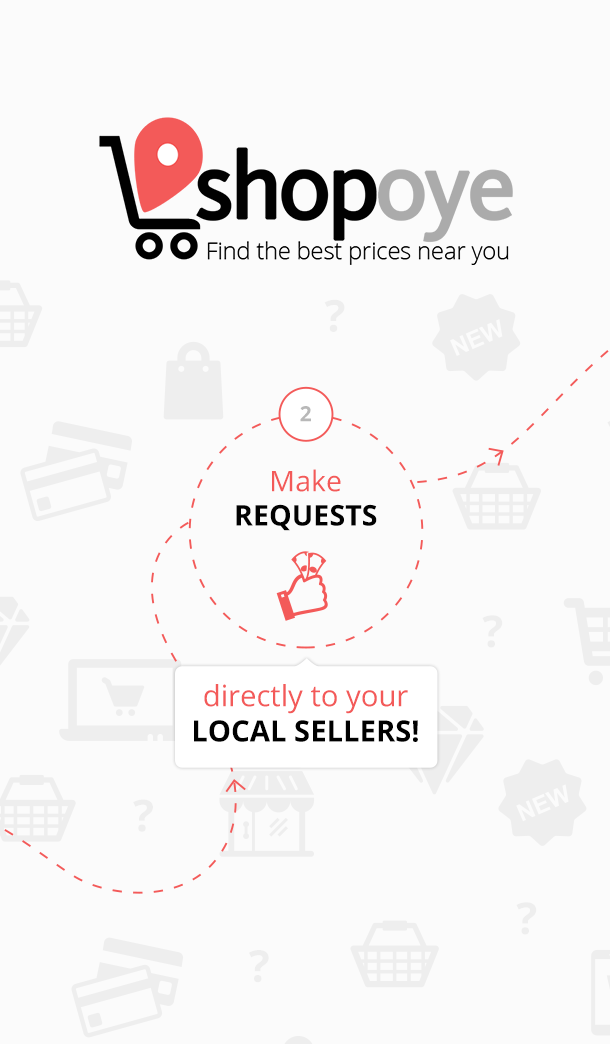 shopoye
Find the best prices near you
?
NEW
2
Make
REQUESTS
?
directly to your
LOCAL SELLERS!
NEW
?
?
?